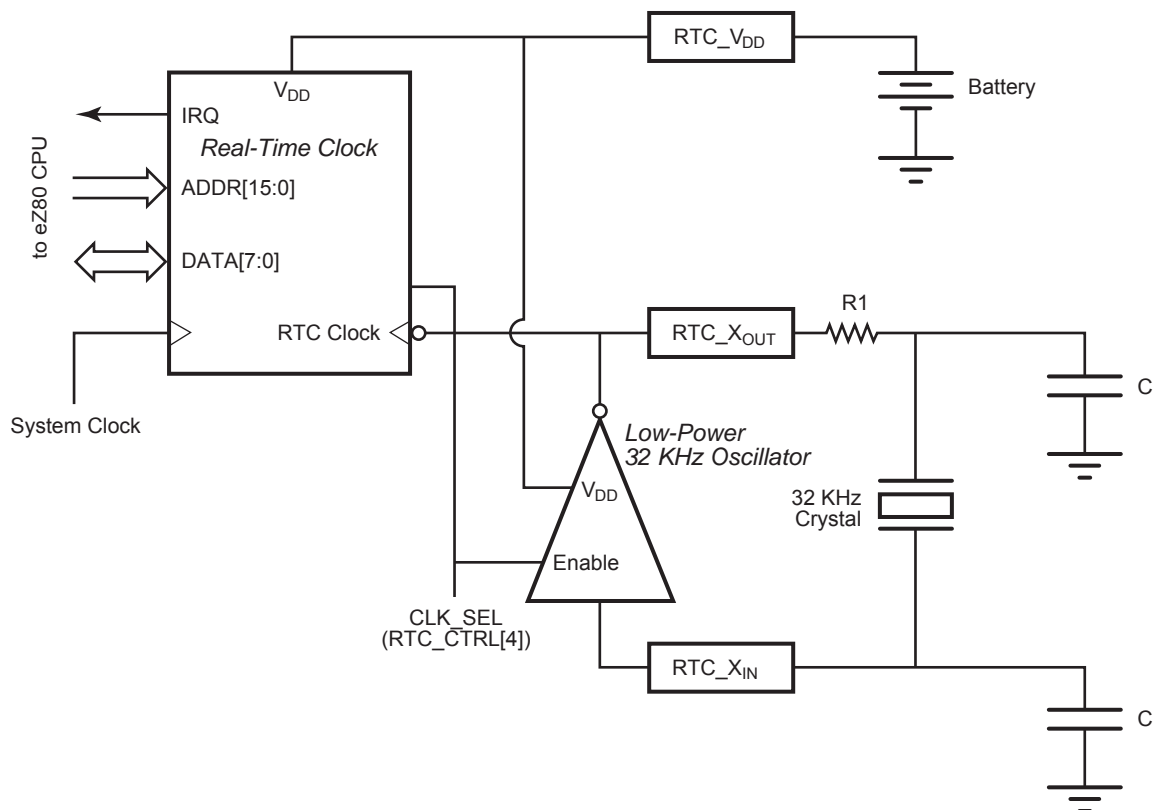 RTC_VDD
VDD
Battery
IRQ
Real-Time Clock
to eZ80 CPU
ADDR[15:0]
DATA[7:0]
R1
RTC Clock
RTC_XOUT
C
System Clock
Low-Power
32 KHz Oscillator
VDD
32 KHz
Crystal
Enable
CLK_SEL
(RTC_CTRL[4])
RTC_XIN
C